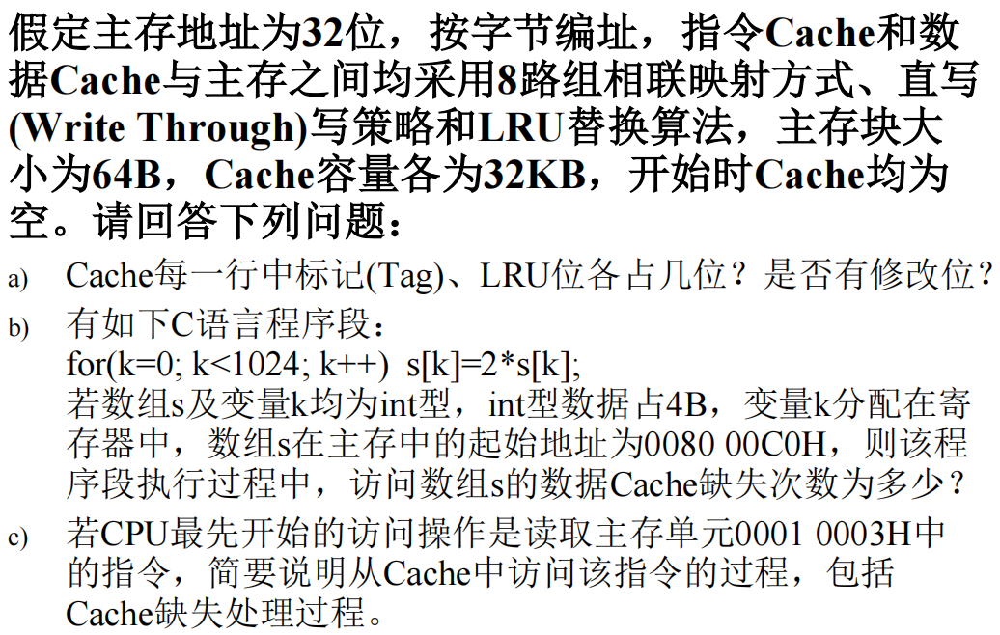 假定主存地址为32位，按字节编址，指令Cache和数
据Cache与主存之间均采用8路组相联映射方式、直写
(Write Through)写策略和LRU替换算法，主存块大
小为64B，Cache容量各为32KB，开始时Cache均为
空。请回答下列问题：
a) Cache每一行中标记(Tag)、LRU位各占几位？是否有修改位？
b) 有如下C语言程序段：
for(k=0; k<1024; k++) s[k]=2*s[k];
若数组s及变量k均为int型，int型数据占4B，变量k分配在寄
存器中，数组s在主存中的起始地址为0080 00C0H，则该程
序段执行过程中，访问数组s的数据Cache缺失次数为多少？
c) 若CPU最先开始的访问操作是读取主存单元0001 0003H中
的指令，简要说明从Cache中访问该指令的过程，包括
Cache缺失处理过程。